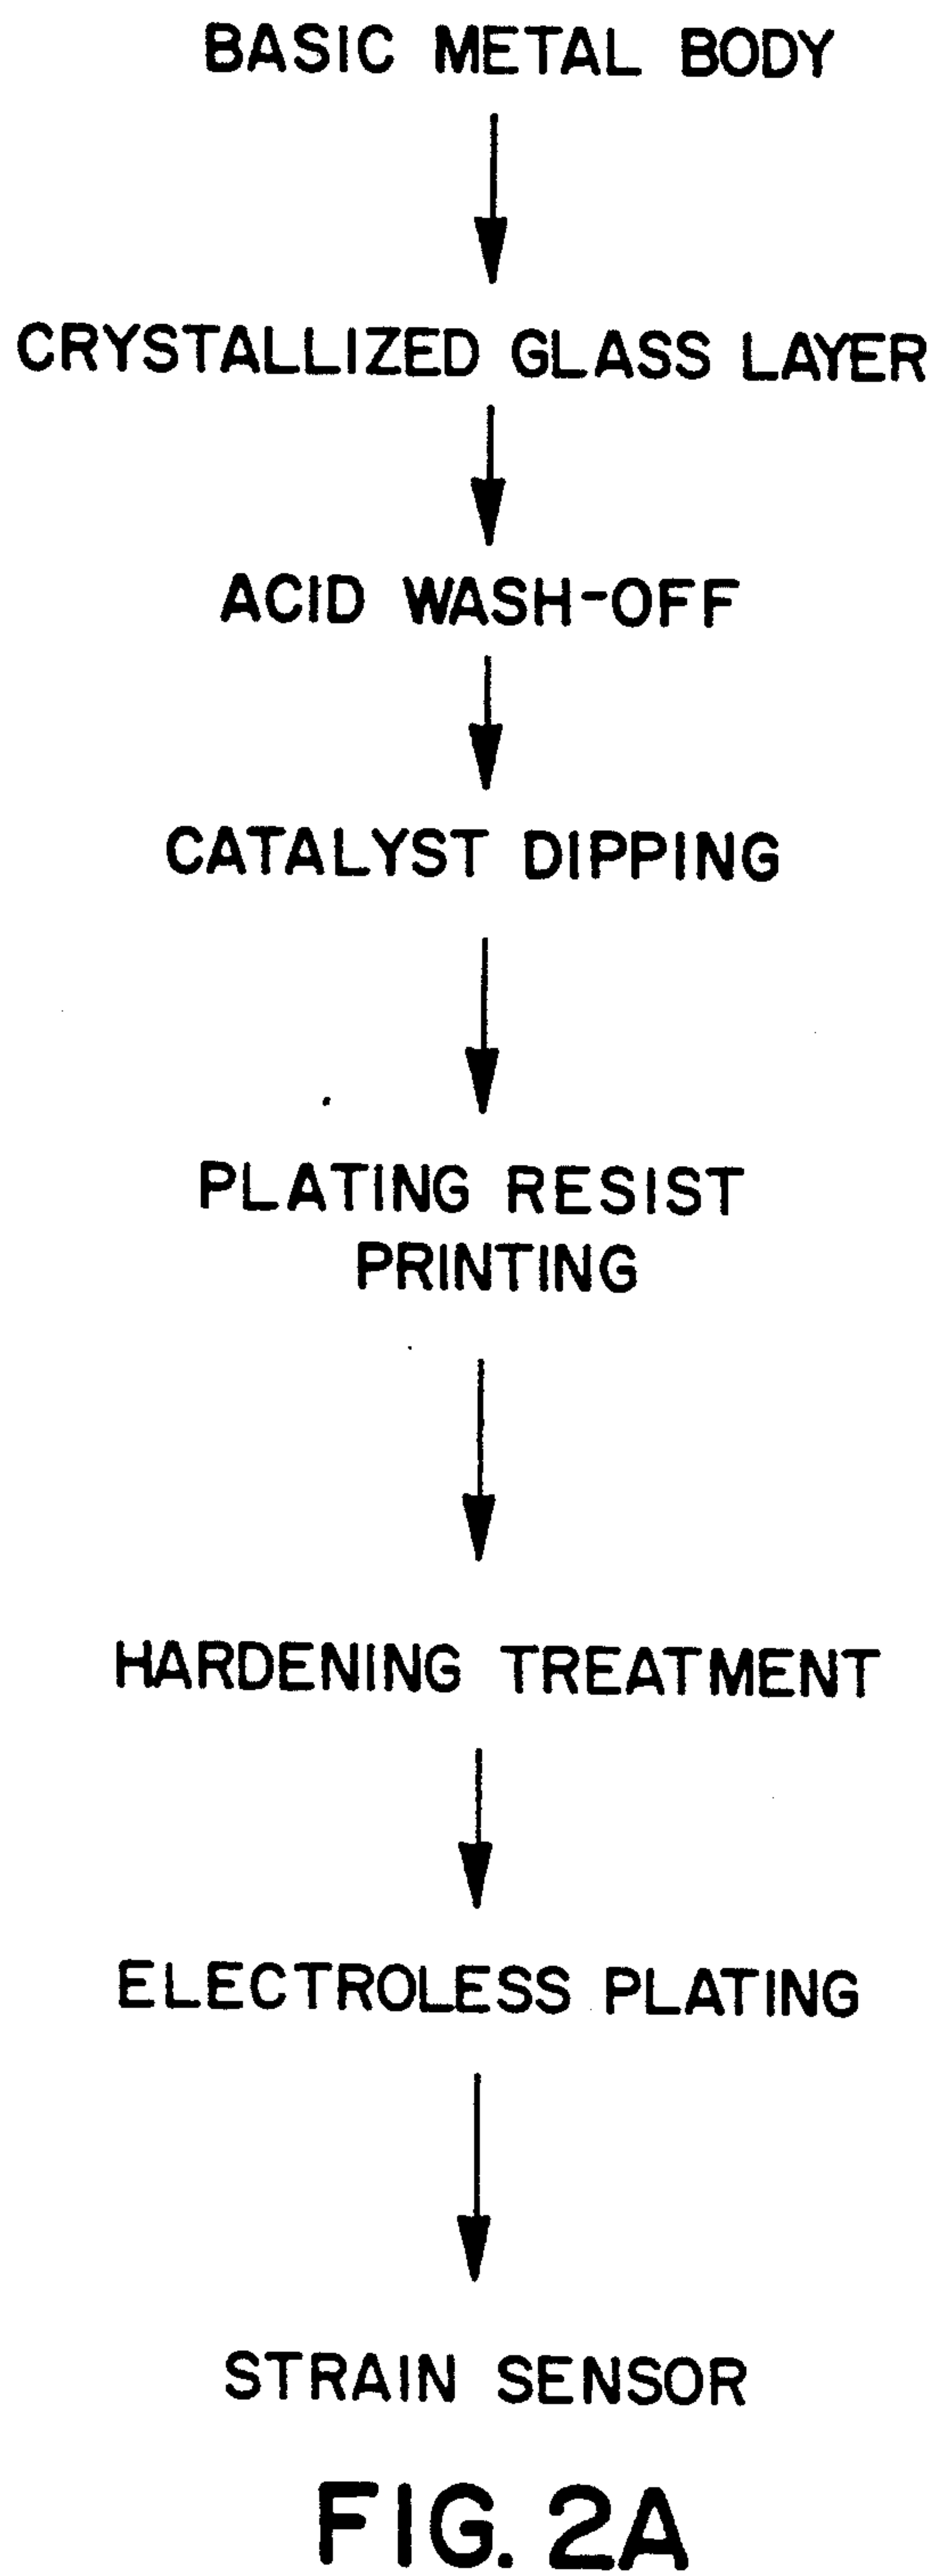 BASIC METAL BODY
CRYSTALLIZED GLASS LAYER
ACID WASH-OFF
CATALYST DIPPING
PLATING RESIST
PRINTING
HARDENING TREATMENT
ELECTROLESS PLATING
STRAIN SENSOR
FIG. 2A